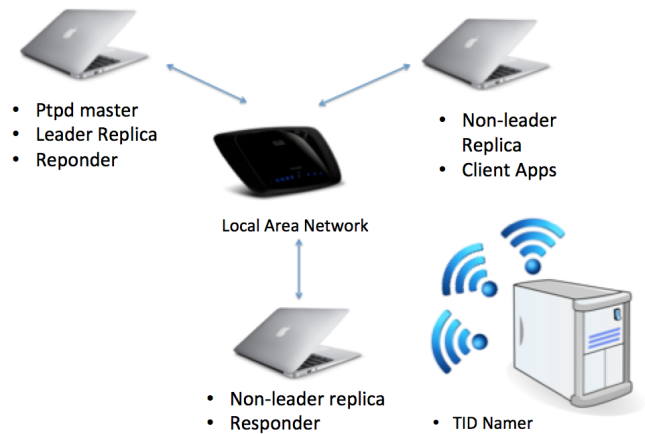 • Ptpd master
• Leader Replica
• Reponder
• Non-leader
Replica
• Client Apps
Local Area Network
• Non-leader replica
• Responder
• TID Namer